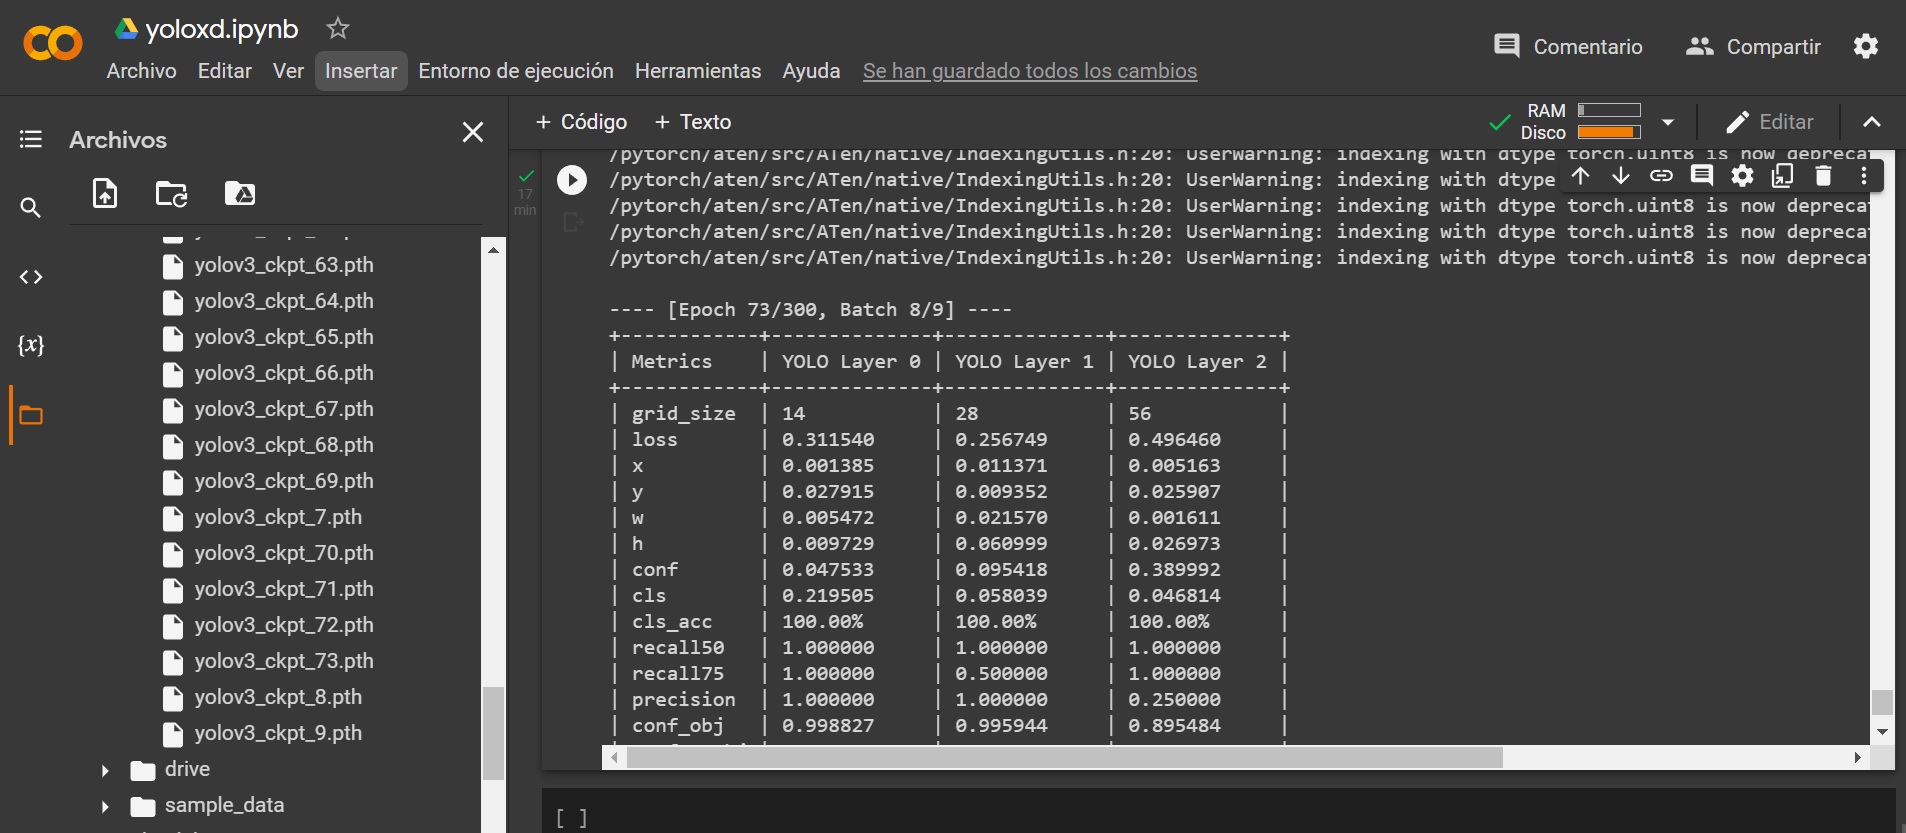 yoloxd.ipynb
Archivo Editar Ver Insertar Entorno de ejecución Herramientas Ayuda Se han guardado todos los cambios
Comentario Compartir
Archivos
+ Código + Texto
RAM
Disco
Editar
yolov3_ckpt_63.pth
yolov3_ckpt_64.pth
yolov3_ckpt_65.pth
yolov3_ckpt_66.pth
yolov3_ckpt_67.pth
yolov3_ckpt_68.pth
yolov3_ckpt_69.pth
yolov3_ckpt_7.pth
yolov3_ckpt_70.pth
yolov3_ckpt_71.pth
yolov3_ckpt_72.pth
yolov3_ckpt_73.pth
yolov3_ckpt_8.pth
yolov3_ckpt_9.pth
drive
sample_data
17
min
/pytorch/aten/src/ATen/native/IndexingUtils.h:20: UserWarning: indexing with dtype torch.uint8 is now depreca
/pytorch/aten/src/ATen/native/IndexingUtils.h:20: UserWarning: indexing with dtype
/pytorch/aten/src/ATen/native/IndexingUtils.h:20: UserWarning: indexing with dtype torch.uint8 is now depreca
/pytorch/aten/src/ATen/native/IndexingUtils.h:20: UserWarning: indexing with dtype torch.uint8 is now depreca
/pytorch/aten/src/ATen/native/IndexingUtils.h:20: UserWarning: indexing with dtype torch.uint8 is now depreca
---- [Epoch 73/300, Batch 8/9] ----
+------------+--------------+--------------+--------------+
| Metrics | YOLO Layer 0 | YOLO Layer 1 | YOLO Layer 2 |
+------------+--------------+--------------+--------------+
| grid_size | 14 | 28 | 56 |
| loss | 0.311540 | 0.256749 | 0.496460 |
| x | 0.001385 | 0.011371 | 0.005163 |
| y | 0.027915 | 0.009352 | 0.025907 |
| w | 0.005472 | 0.021570 | 0.001611 |
| h | 0.009729 | 0.060999 | 0.026973 |
| conf | 0.047533 | 0.095418 | 0.389992 |
| cls | 0.219505 | 0.058039 | 0.046814 |
| cls_acc | 100.00% | 100.00% | 100.00% |
| recall50 | 1.000000 | 1.000000 | 1.000000 |
| recall75 | 1.000000 | 0.500000 | 1.000000 |
| precision | 1.000000 | 1.000000 | 0.250000 |
| conf_obj | 0.998827 | 0.995944 | 0.895484 |
[ ]